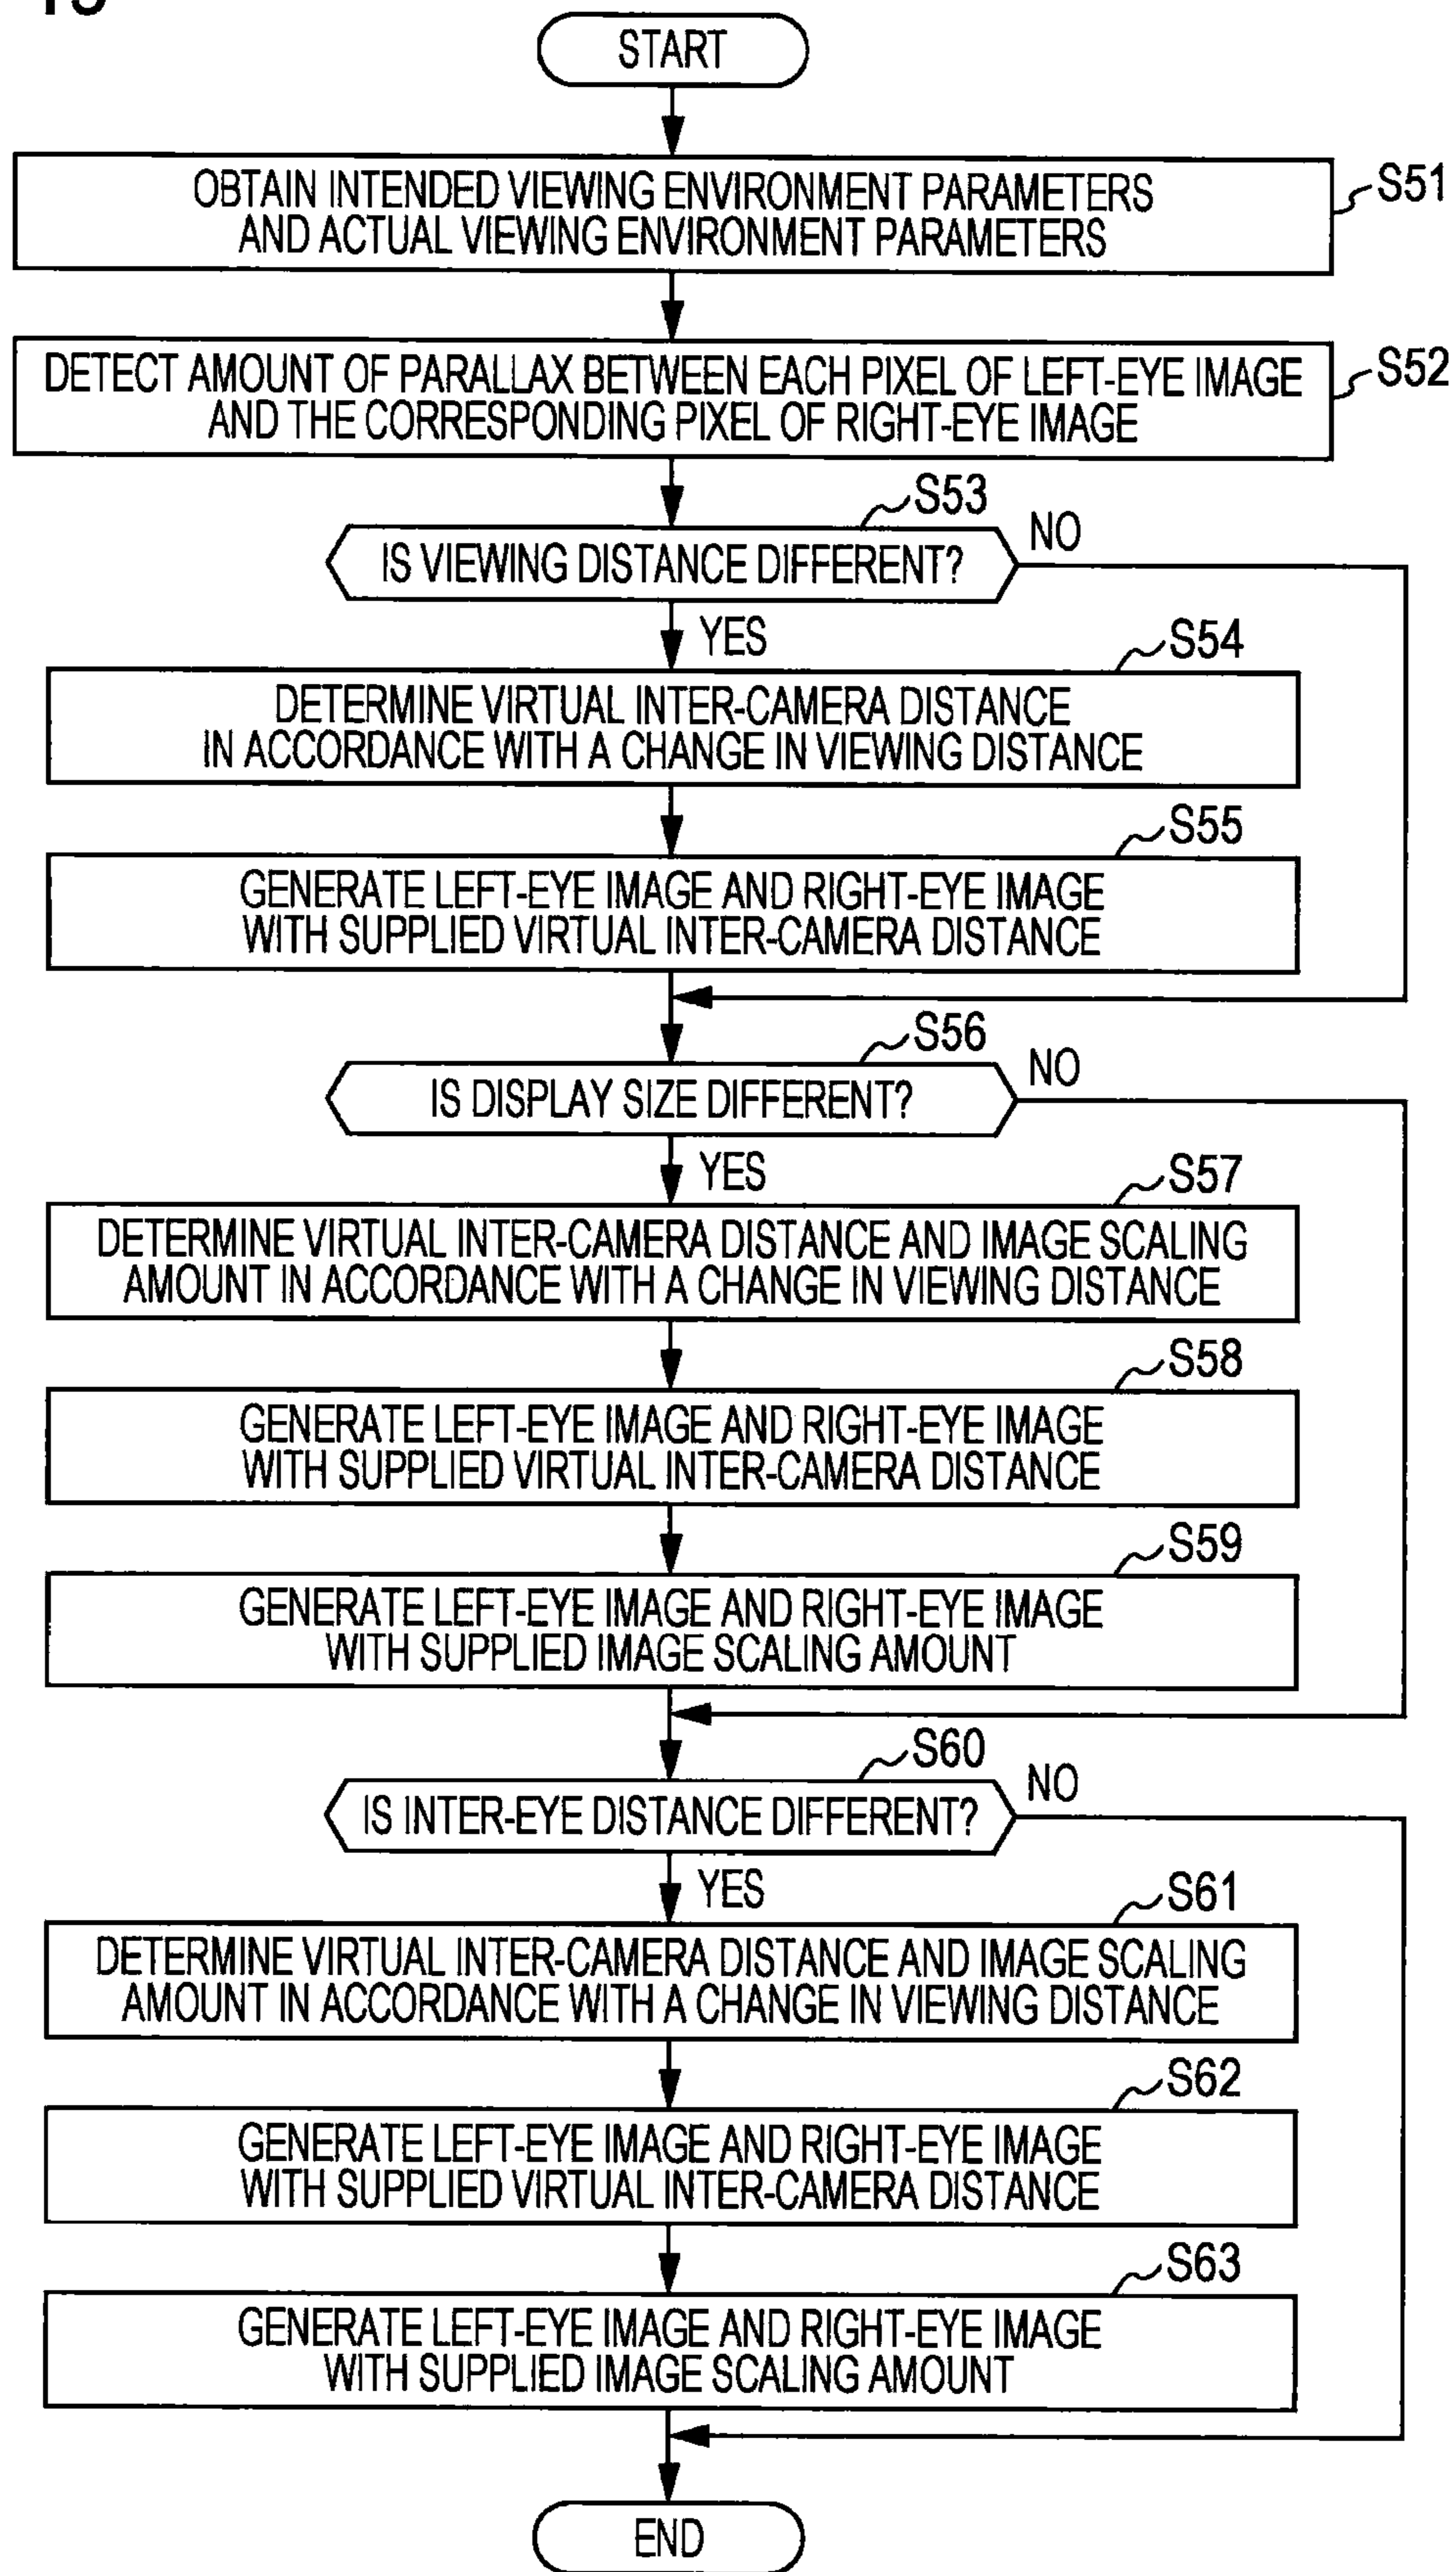 START
OBTAIN INTENDED VIEWING ENVIRONMENT PARAMETERS
AND ACTUAL VIEWING ENVIRONMENT PARAMETERS
S51
DETECT AMOUNT OF PARALLAX BETWEEN EACH PIXEL OF LEFT-EYE IMAGE
AND THE CORRESPONDING PIXEL OF RIGHT-EYE IMAGE
S52
S53
IS VIEWING DISTANCE DIFFERENT?
NO
YES
S54
DETERMINE VIRTUAL INTER-CAMERA DISTANCE
IN ACCORDANCE WITH A CHANGE IN VIEWING DISTANCE
S55
GENERATE LEFT-EYE IMAGE AND RIGHT-EYE IMAGE
WITH SUPPLIED VIRTUAL INTER-CAMERA DISTANCE
S56
IS DISPLAY SIZE DIFFERENT?
NO
YES
S57
DETERMINE VIRTUAL INTER-CAMERA DISTANCE AND IMAGE SCALING
AMOUNT IN ACCORDANCE WITH A CHANGE IN VIEWING DISTANCE
S58
GENERATE LEFT-EYE IMAGE AND RIGHT-EYE IMAGE
WITH SUPPLIED VIRTUAL INTER-CAMERA DISTANCE
S59
GENERATE LEFT-EYE IMAGE AND RIGHT-EYE IMAGE
WITH SUPPLIED IMAGE SCALING AMOUNT
S60
IS INTER-EYE DISTANCE DIFFERENT?
NO
YES
S61
DETERMINE VIRTUAL INTER-CAMERA DISTANCE AND IMAGE SCALING
AMOUNT IN ACCORDANCE WITH A CHANGE IN VIEWING DISTANCE
S62
GENERATE LEFT-EYE IMAGE AND RIGHT-EYE IMAGE
WITH SUPPLIED VIRTUAL INTER-CAMERA DISTANCE
S63
GENERATE LEFT-EYE IMAGE AND RIGHT-EYE IMAGE
WITH SUPPLIED IMAGE SCALING AMOUNT
END